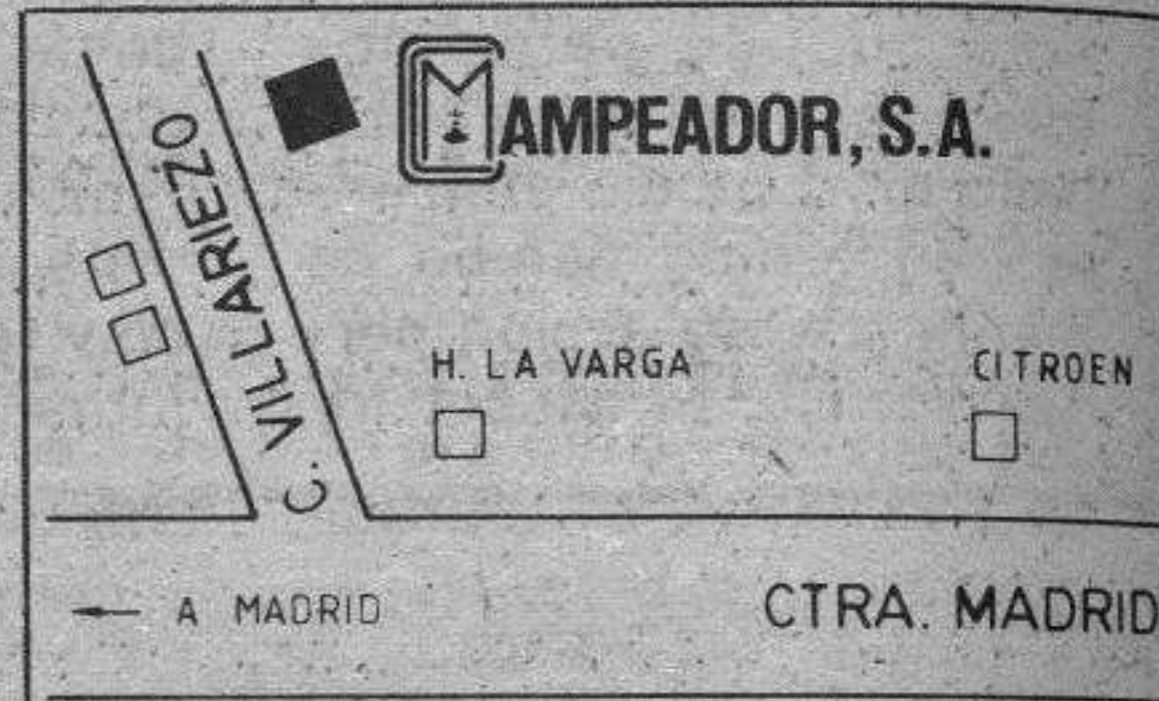 CAMPEADOR, S.A.
C. VILLARIEZO
H. LA VARGA
CITROEN
← A MADRID
CTRA. MADRID